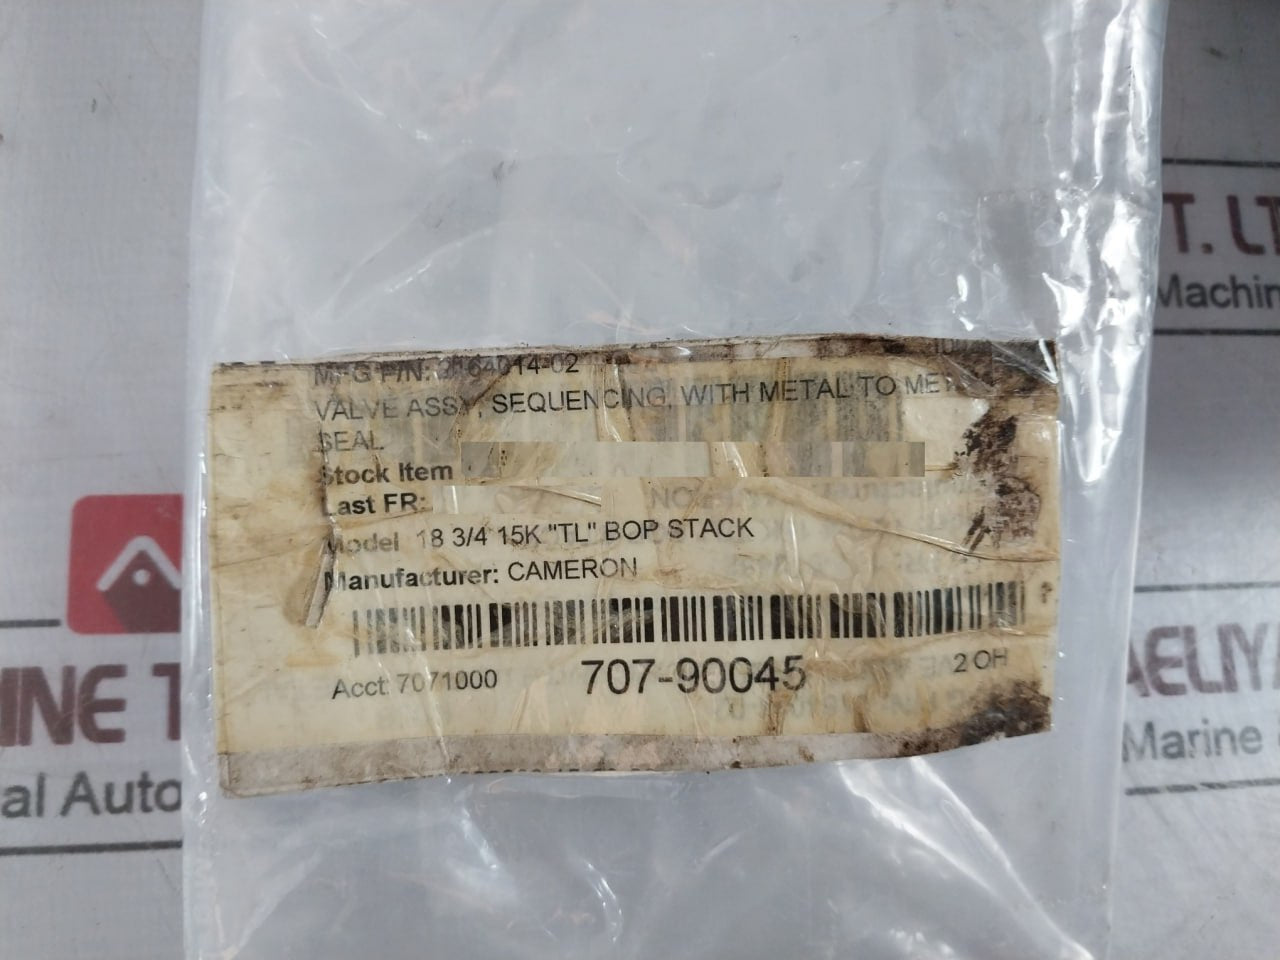 MFG P/N: 2164014-02
VALVE ASSY, SEQUENCING, WITH METAL TO ME
SEAL
Stock Item
Last FR:
Model 18 3/4 15K "TL" BOP STACK
Manufacturer: CAMERON
Acct: 7071000 707-90045 2 OH
T. LT
Machin
INE T
al Auto
AELIYA
Marine